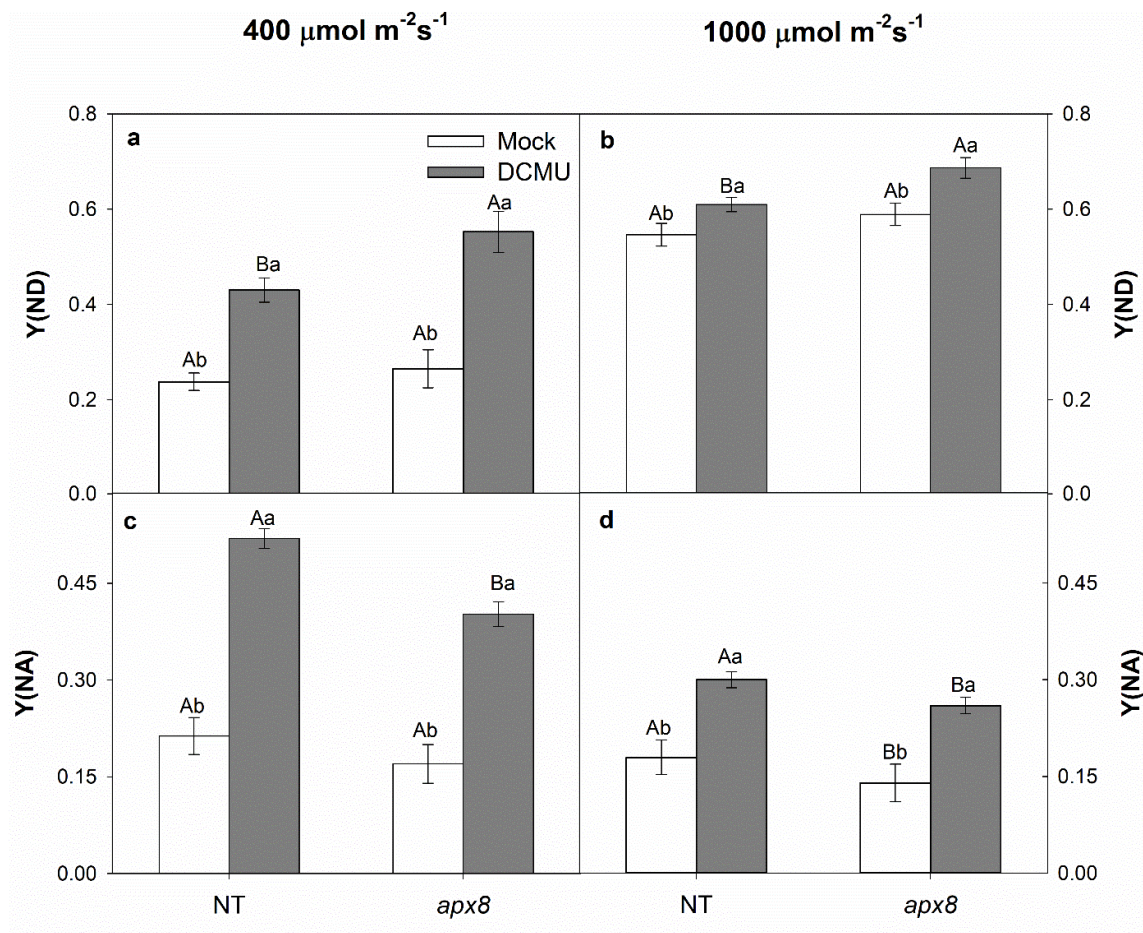 400 μmol m⁻²s⁻¹ 1000 μmol m⁻²s⁻¹
a
Mock
DCMU
Y(ND)
0.8
0.6
0.4
0.2
0.0
Ab
Ba
Ab
Aa
b
Ab
Ba
Ab
Aa
0.8
0.6
0.4
0.2
0.0
Y(ND)
c
Y(NA)
0.45
0.30
0.15
0.00
Ab
Aa
Ab
Ba
d
Ab
Aa
Bb
Ba
0.45
0.30
0.15
0.00
Y(NA)
NT apx8 NT apx8